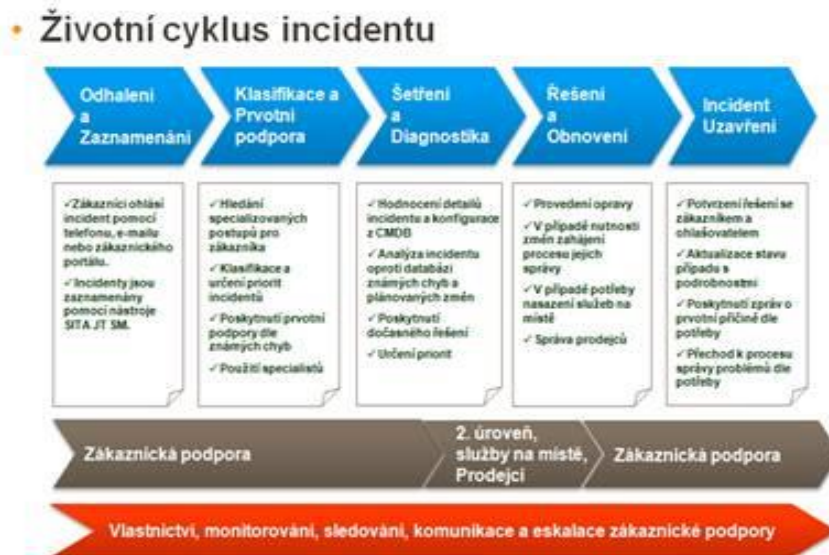 • Životní cyklus incidentu
Odhalení
a
Zaznamenání
Klasifikace a
Prvotní
podpora
Šetření
a
Diagnostika
Řešení
a
Obnovení
Incident
Uzavření
✓Zákazníci ohlásí
incident pomocí
telefonu, e-mailu
nebo zákaznického
portálu.
✓Incidenty jsou
zaznamenány
pomocí nástroje
SITA JT SM.
✓Hledání
specializovaných
postupů pro
zákazníka
✓Klasifikace a
určení priorit
incidentů
✓Poskytnutí prvotní
podpory dle
známých chyb
✓Použití specialistů
✓Hodnocení detailů
incidentu a konfigurace
z CMDB
✓Analýza incidentu
oproti databázi
známých chyb a
plánovaných změn
✓Poskytnutí
dočasného řešení
✓Určení priorit
✓Provedení opravy
✓V případě nutnosti
změn zahájení
procesu jejich
správy
✓V případě potřeby
nasazení služeb na
místě
✓Správa prodejců
✓Potvrzení řešení se
zákazníkem a
ohlašovatelem
✓Aktualizace stavu
případu s
podrobnostmi
✓Poskytnutí zpráv o
prvotní příčině dle
potřeby
✓Přechod k procesu
správy problémů dle
potřeby
Zákaznická podpora
2. úroveň,
služby na místě,
Prodejci
Zákaznická podpora
Vlastnictví, monitorování, sledování, komunikace a eskalace zákaznické podpory